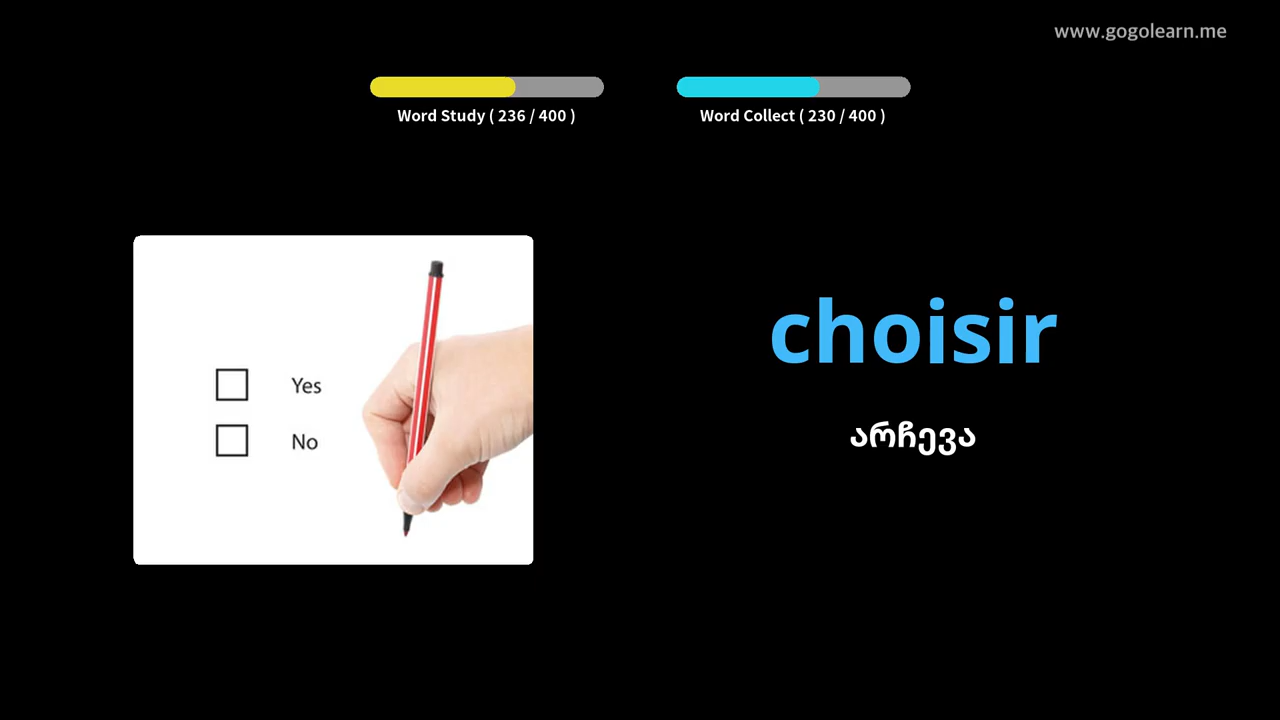 www.gogolearn.me
Word Study ( 236 / 400 )
Word Collect ( 230 / 400 )
Yes
No
choisir
არჩევა